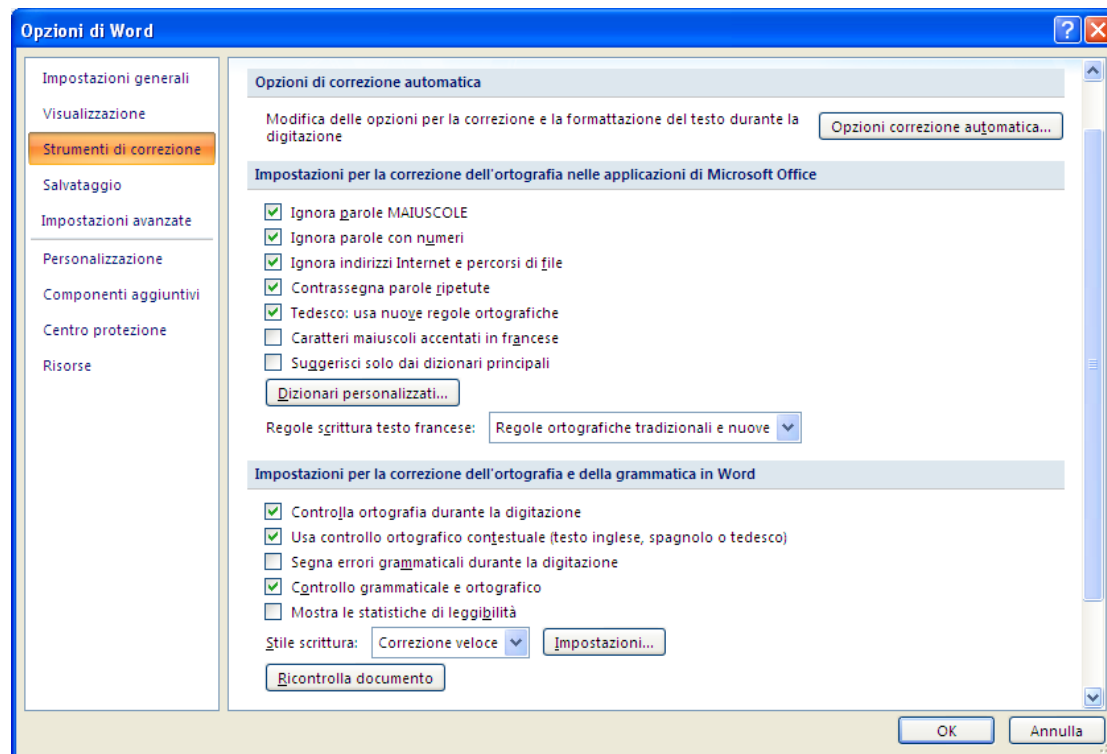 Opzioni di Word
Impostazioni generali
Visualizzazione
Strumenti di correzione
Salvataggio
Impostazioni avanzate
Personalizzazione
Componenti aggiuntivi
Centro protezione
Risorse
Opzioni di correzione automatica
Modifica delle opzioni per la correzione e la formattazione del testo durante la
digitazione
Opzioni correzione automatica...
Impostazioni per la correzione dell'ortografia nelle applicazioni di Microsoft Office
Ignora parole MAIUSCOLE
Ignora parole con numeri
Ignora indirizzi Internet e percorsi di file
Contrassegna parole ripetute
Tedesco: usa nuove regole ortografiche
Caratteri maiuscoli accentati in francese
Suggerisci solo dai dizionari principali
Dizionari personalizzati...
Regole scrittura testo francese: Regole ortografiche tradizionali e nuove
Impostazioni per la correzione dell'ortografia e della grammatica in Word
Controlla ortografia durante la digitazione
Usa controllo ortografico contestuale (testo inglese, spagnolo o tedesco)
Segna errori grammaticali durante la digitazione
Controllo grammaticale e ortografico
Mostra le statistiche di leggibilità
Stile scrittura: Correzione veloce Impostazioni...
Ricontrolla documento
OK Annulla